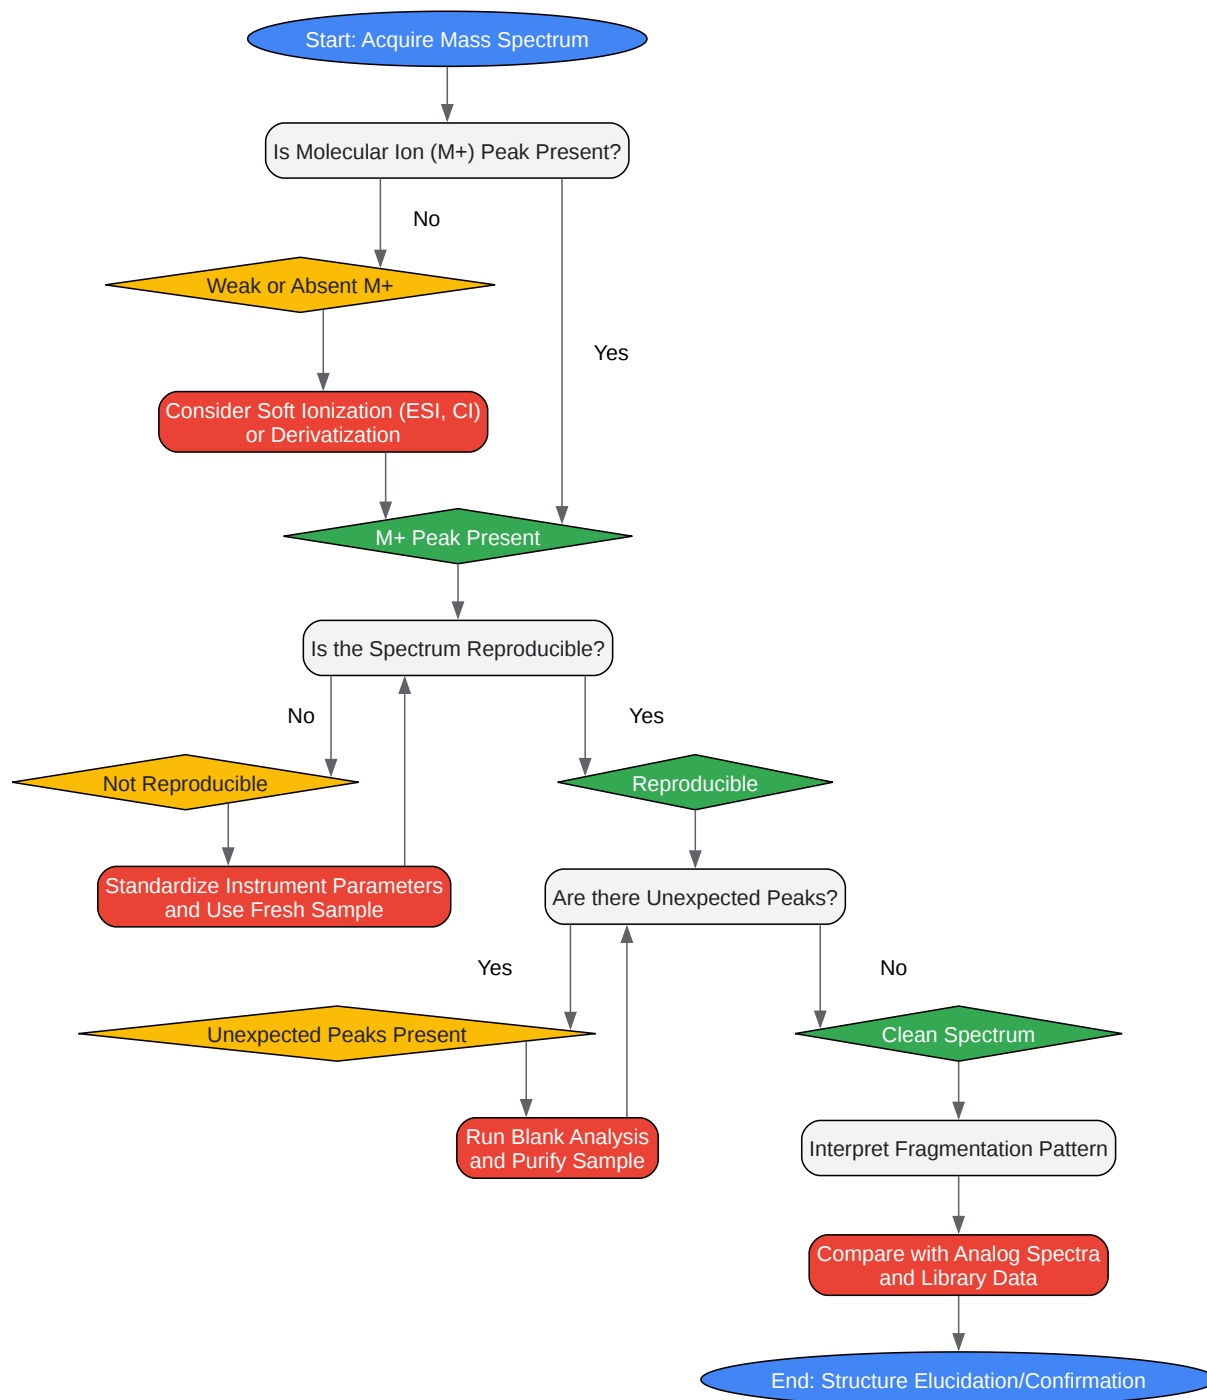 Start: Acquire Mass Spectrum
Is Molecular Ion (M+) Peak Present?
No
Weak or Absent M+
Yes
Consider Soft Ionization (ESI, CI)
or Derivatization
M+ Peak Present
Is the Spectrum Reproducible?
No
Yes
Not Reproducible
Reproducible
Standardize Instrument Parameters
and Use Fresh Sample
Are there Unexpected Peaks?
Yes
No
Unexpected Peaks Present
Clean Spectrum
Run Blank Analysis
and Purify Sample
Interpret Fragmentation Pattern
Compare with Analog Spectra
and Library Data
End: Structure Elucidation/Confirmation